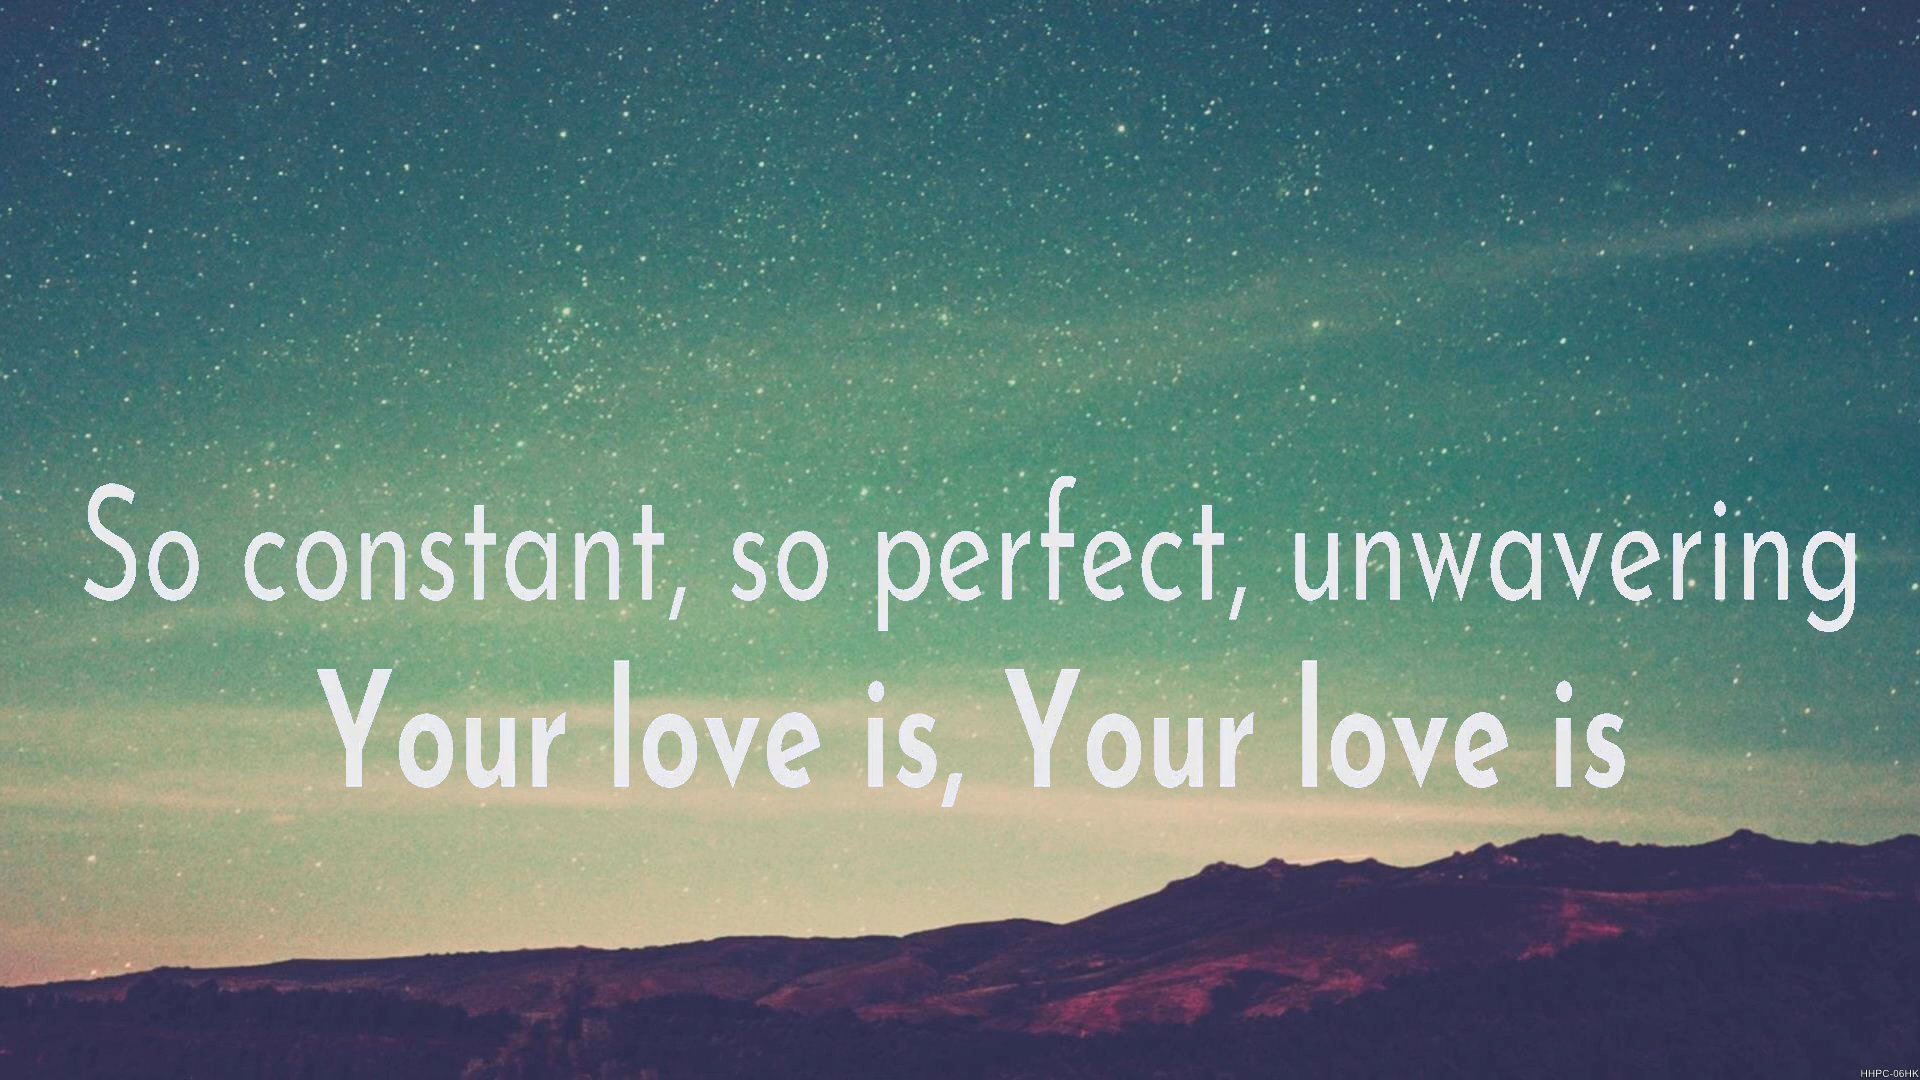 So constant, so perfect, unwavering
Your love is, Your love is
HHPC-06HK